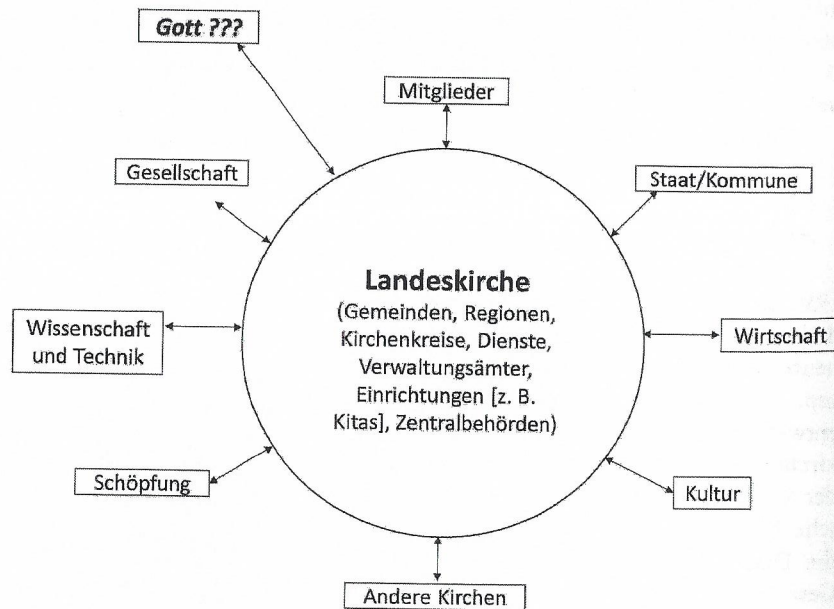 Gott ???
Mitglieder
Gesellschaft
Staat/Kommune
Landeskirche
(Gemeinden, Regionen,
Kirchenkreise, Dienste,
Verwaltungsämter,
Einrichtungen [z. B.
Kitas], Zentralbehörden)
Wissenschaft
und Technik
Wirtschaft
Schöpfung
Kultur
Andere Kirchen